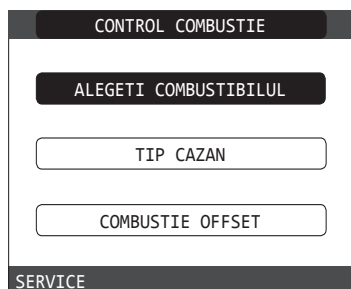 CONTROL COMBUSTIE
ALEGETI COMBUSTIBILUL
TIP CAZAN
COMBUSTIE OFFSET
SERVICE